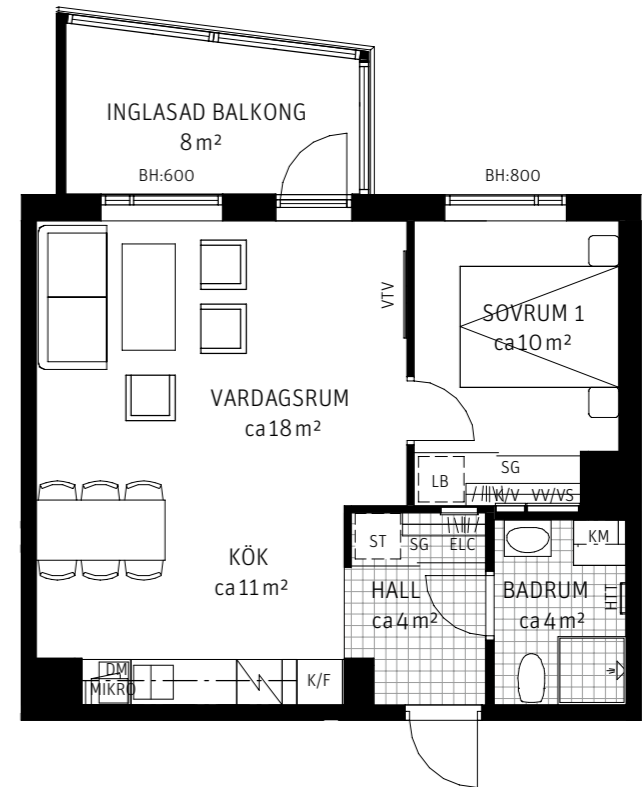 INGLASAD BALKONG
8 m²
BH:600
BH:800
VTV
SOVRUM 1
ca 10 m²
VARDAGSRUM
ca 18 m²
LB
SG
K/V
VV/VS
ST
SG
ELC
KM
KÖK
ca 11 m²
HALL
ca 4 m²
BADRUM
ca 4 m²
HTT
DM
MIKRO
K/F